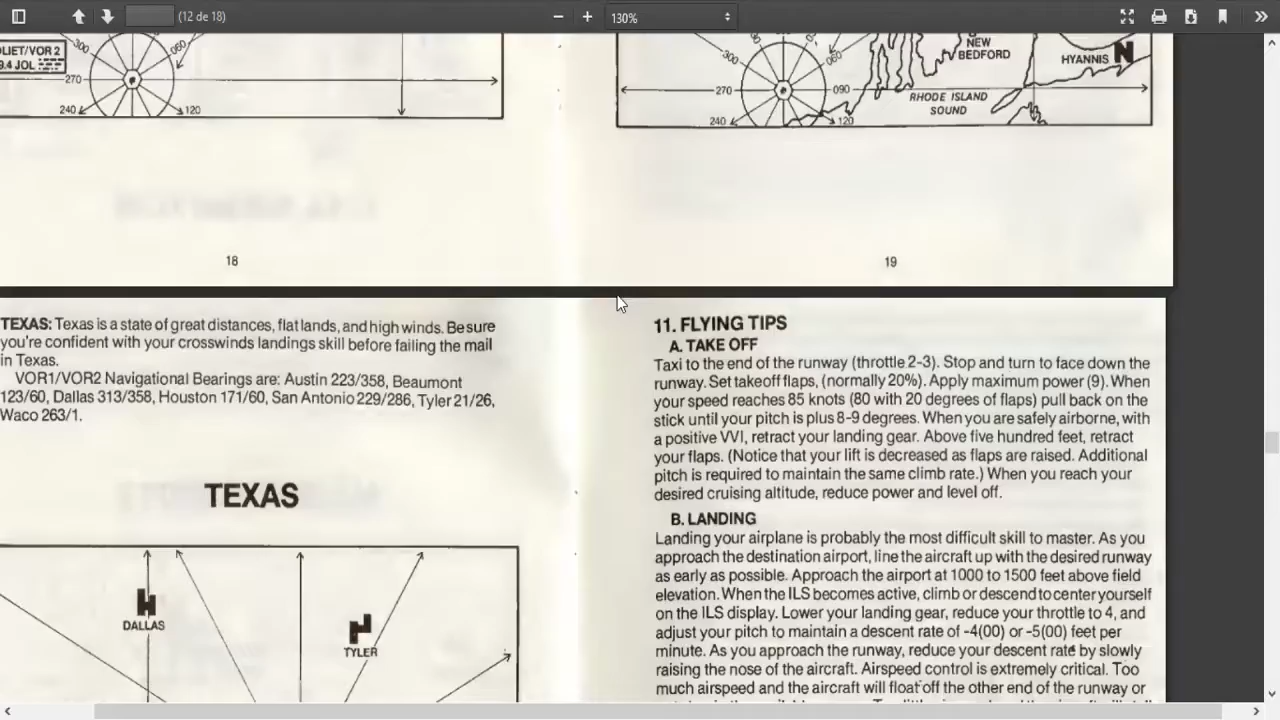 (12 de 18)
130%
300
060
OLIET/VOR 2
9.4 JOL
270
240
120
18
NEW
BEDFORD
HYANNIS
N
300
060
270
090
RHODE ISLAND
SOUND
240
120
19
TEXAS: Texas is a state of great distances, flat lands, and high winds. Be sure
you're confident with your crosswinds landings skill before failing the mail
in Texas.
VOR1/VOR2 Navigational Bearings are: Austin 223/358, Beaumont
123/60, Dallas 313/358, Houston 171/60, San Antonio 229/286, Tyler 21/26,
Waco 263/1.
TEXAS
DALLAS
TYLER
11. FLYING TIPS
A. TAKE OFF
Taxi to the end of the runway (throttle 2-3). Stop and turn to face down the
runway. Set takeoff flaps, (normally 20%). Apply maximum power (9). When
your speed reaches 85 knots (80 with 20 degrees of flaps) pull back on the
stick until your pitch is plus 8-9 degrees. When you are safely airborne, with
a positive VVI, retract your landing gear. Above five hundred feet, retract
your flaps. (Notice that your lift is decreased as flaps are raised. Additional
pitch is required to maintain the same climb rate.) When you reach your
desired cruising altitude, reduce power and level off.
B. LANDING
Landing your airplane is probably the most difficult skill to master. As you
approach the destination airport, line the aircraft up with the desired runway
as early as possible. Approach the airport at 1000 to 1500 feet above field
elevation. When the ILS becomes active, climb or descend to center yourself
on the ILS display. Lower your landing gear, reduce your throttle to 4, and
adjust your pitch to maintain a descent rate of -4(00) or -5(00) feet per
minute. As you approach the runway, reduce your descent rate by slowly
raising the nose of the aircraft. Airspeed control is extremely critical. Too
much airspeed and the aircraft will float off the other end of the runway or